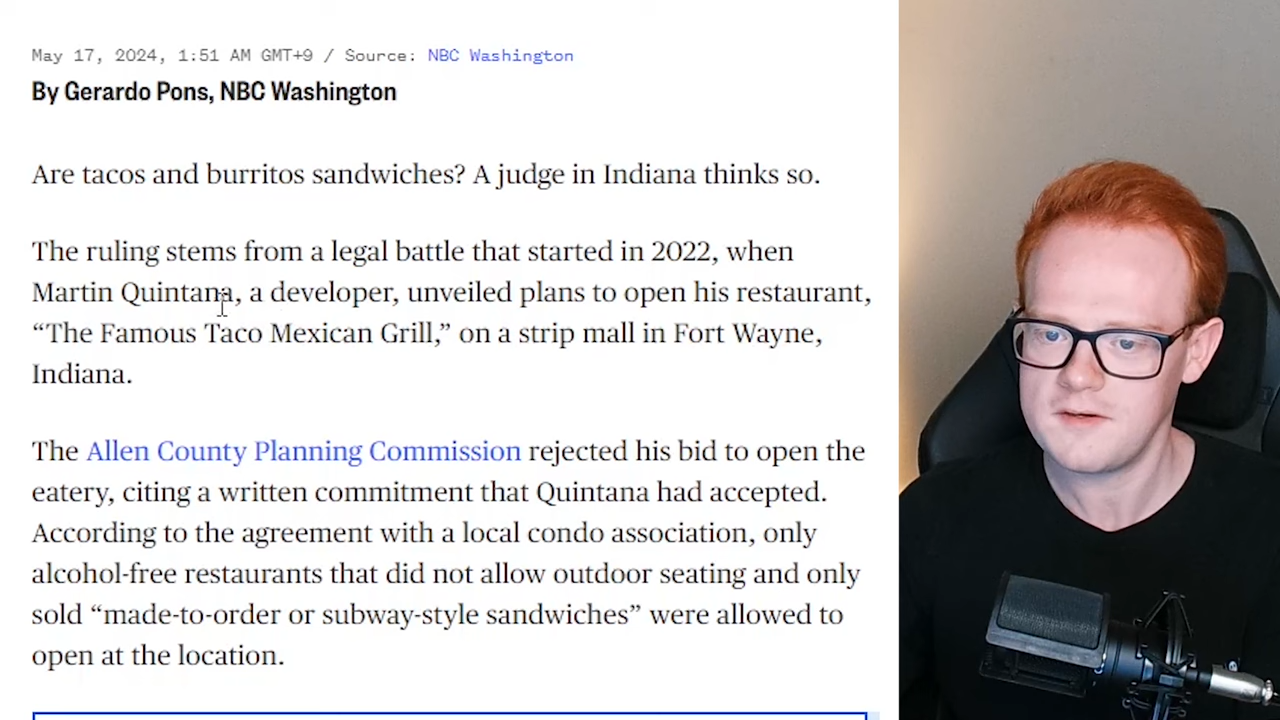 May 17, 2024, 1:51 AM GMT+9 / Source: NBC Washington
By Gerardo Pons, NBC Washington
Are tacos and burritos sandwiches? A judge in Indiana thinks so.
The ruling stems from a legal battle that started in 2022, when
Martin Quintana, a developer, unveiled plans to open his restaurant,
“The Famous Taco Mexican Grill,” on a strip mall in Fort Wayne,
Indiana.
The Allen County Planning Commission rejected his bid to open the
eatery, citing a written commitment that Quintana had accepted.
According to the agreement with a local condo association, only
alcohol-free restaurants that did not allow outdoor seating and only
sold “made-to-order or subway-style sandwiches” were allowed to
open at the location.